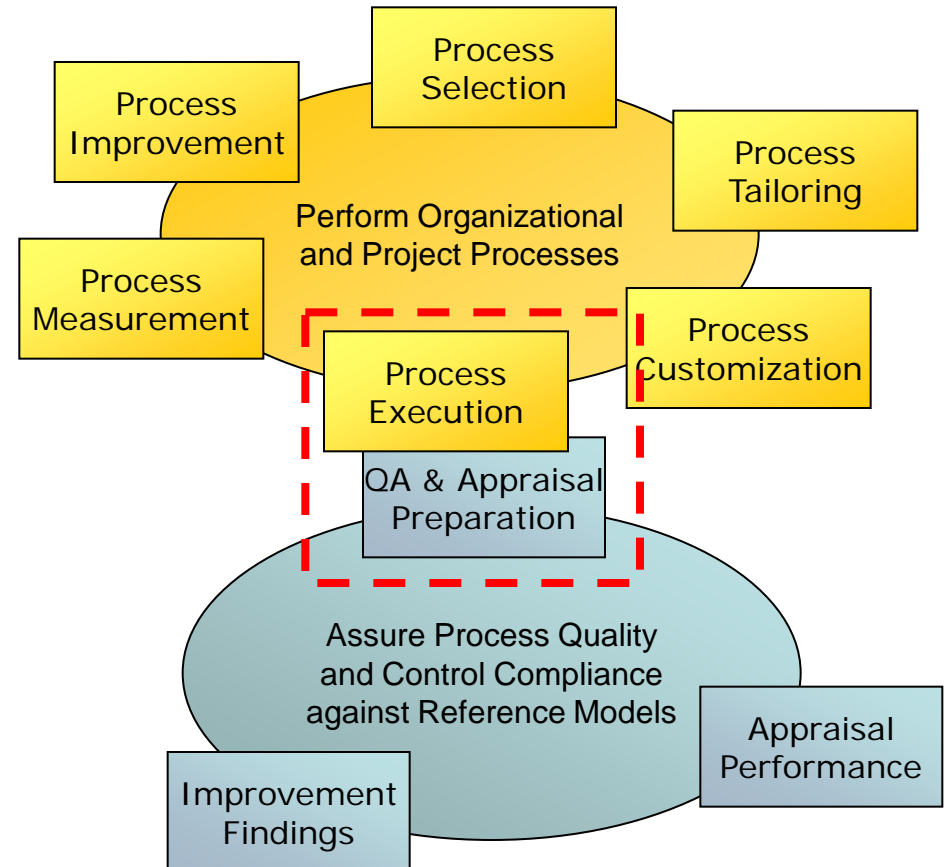 Process
Selection
Process
Improvement
Process
Tailoring
Perform Organizational
and Project Processes
Process
Measurement
Process
Customization
Process
Execution
QA & Appraisal
Preparation
Assure Process Quality
and Control Compliance
against Reference Models
Appraisal
Performance
Improvement
Findings